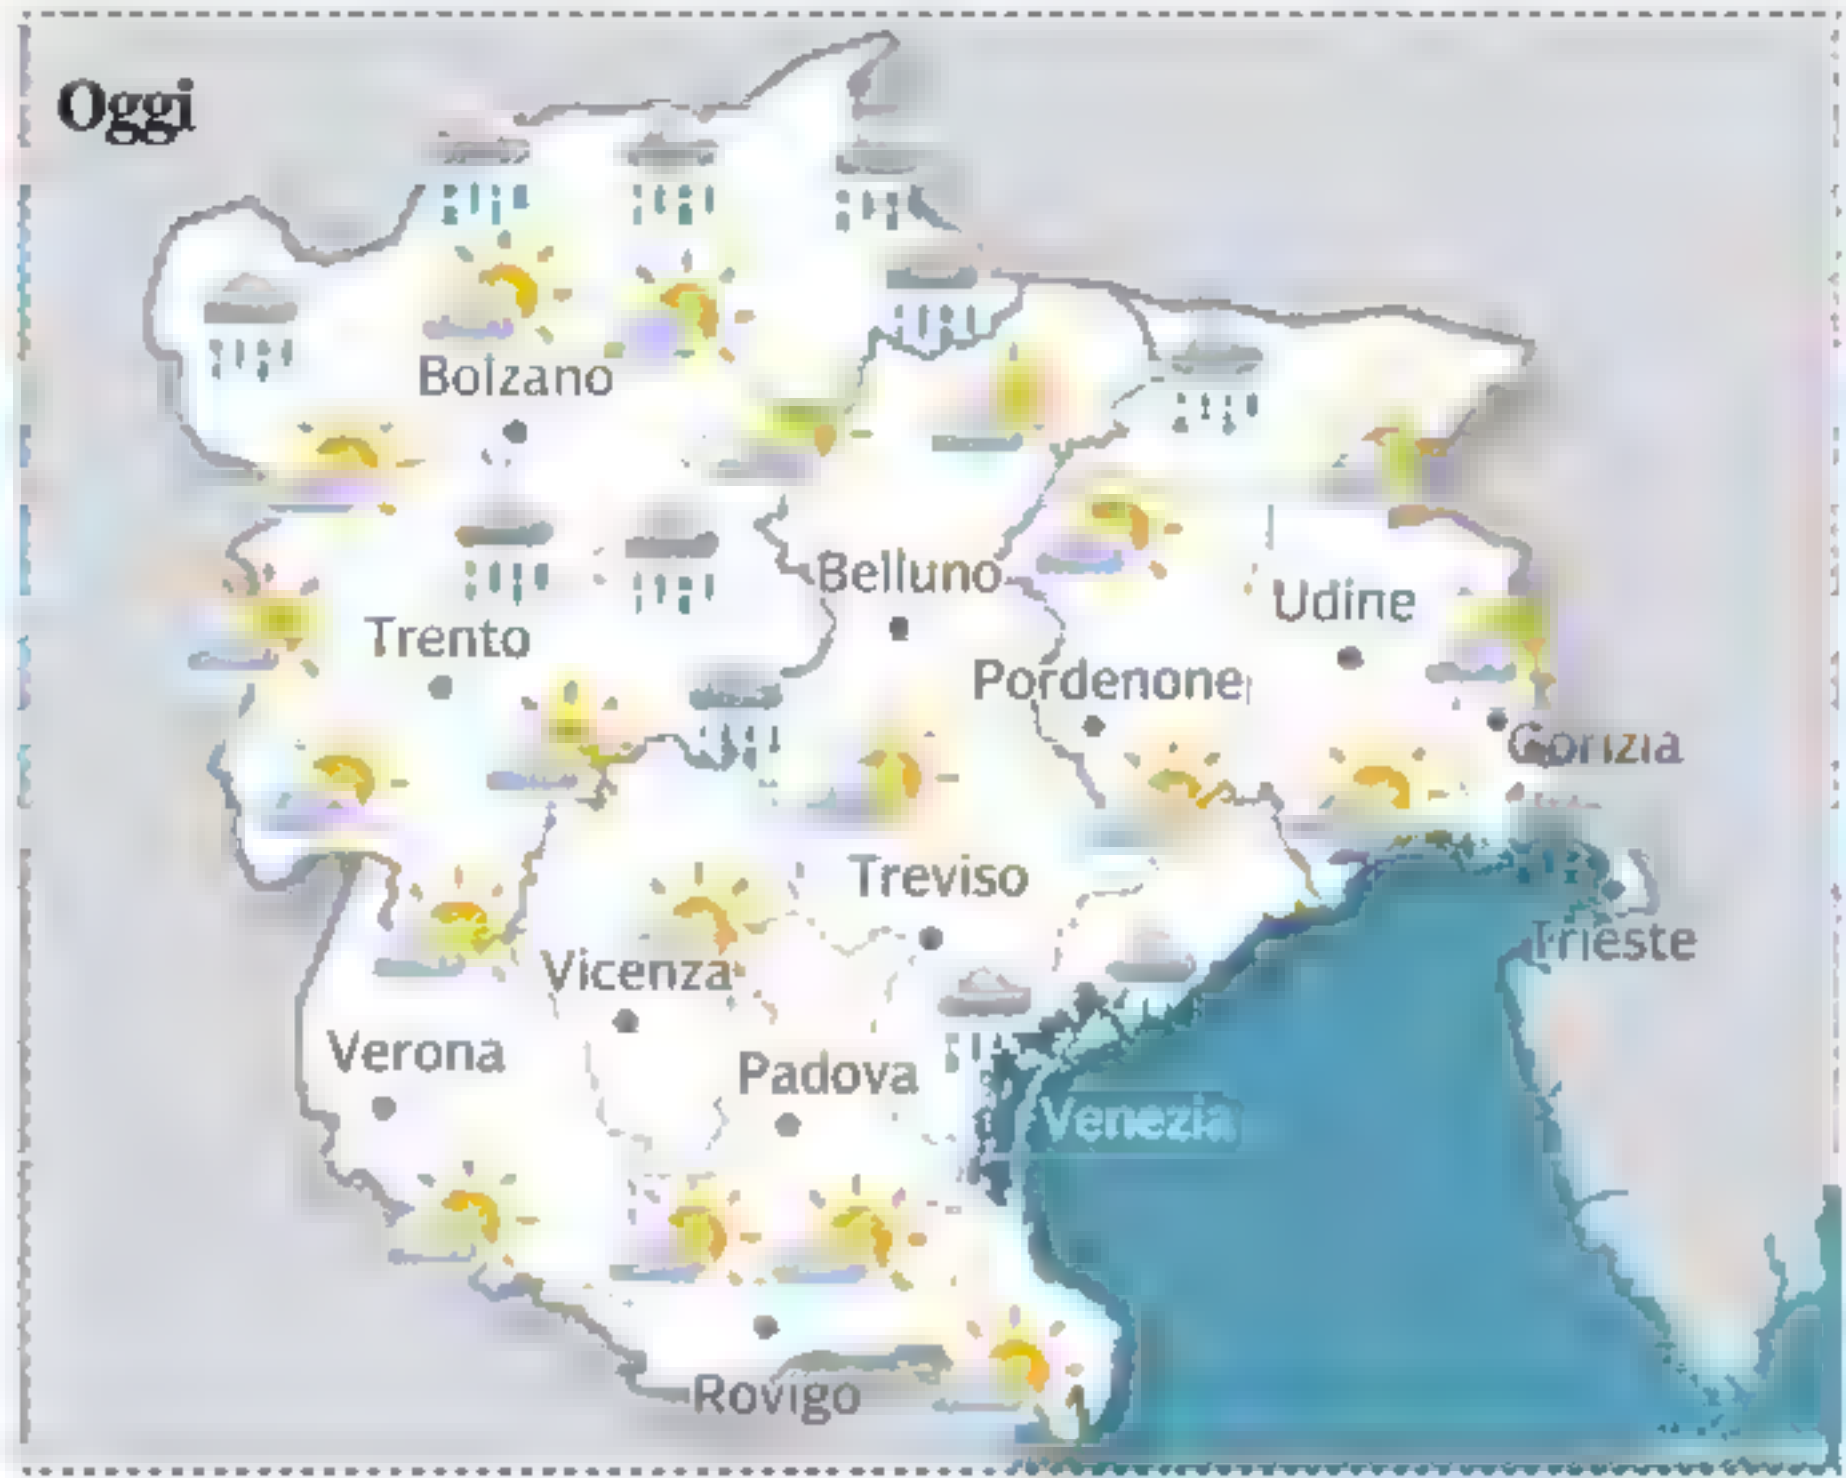 Oggi
Bolzano
Belluno
Udine
Trento
Pordenone
Gorizia
Treviso
Trieste
Vicenza
Verona
Padova
Venezia
Rovigo